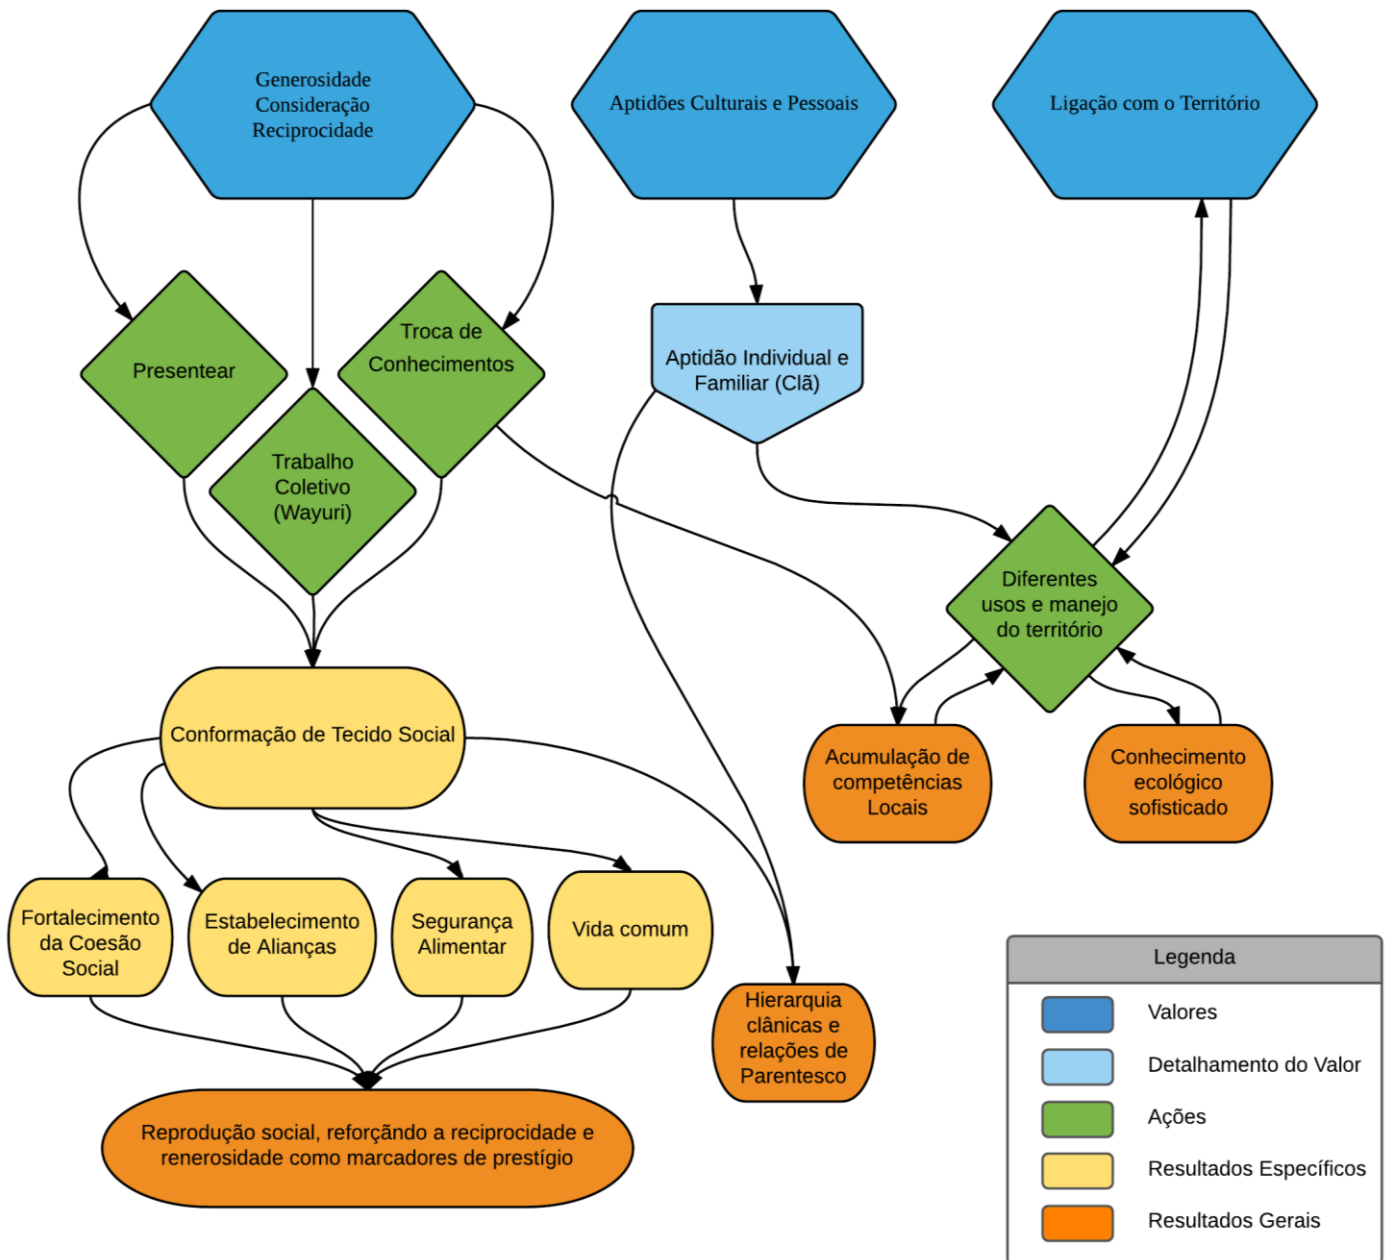 Generosidade
Consideração
Reciprocidade
Aptidões Culturais e Pessoais
Ligação com o Território
Presentear
Troca de
Conhecimentos
Aptidão Individual e
Familiar (Clã)
Trabalho
Coletivo
(Wayuri)
Diferentes
usos e manejo
do território
Conformação de Tecido Social
Acumulação de
competências
Locais
Conhecimento
ecológico
sofisticado
Fortalecimento
da Coesão
Social
Estabelecimento
de Alianças
Segurança
Alimentar
Vida comum
Hierarquia
clânicas e
relações de
Parentesco
Reprodução social, reforçãndo a reciprocidade e
renerosidade como marcadores de prestígio
Legenda
Valores
Detalhamento do Valor
Ações
Resultados Específicos
Resultados Gerais